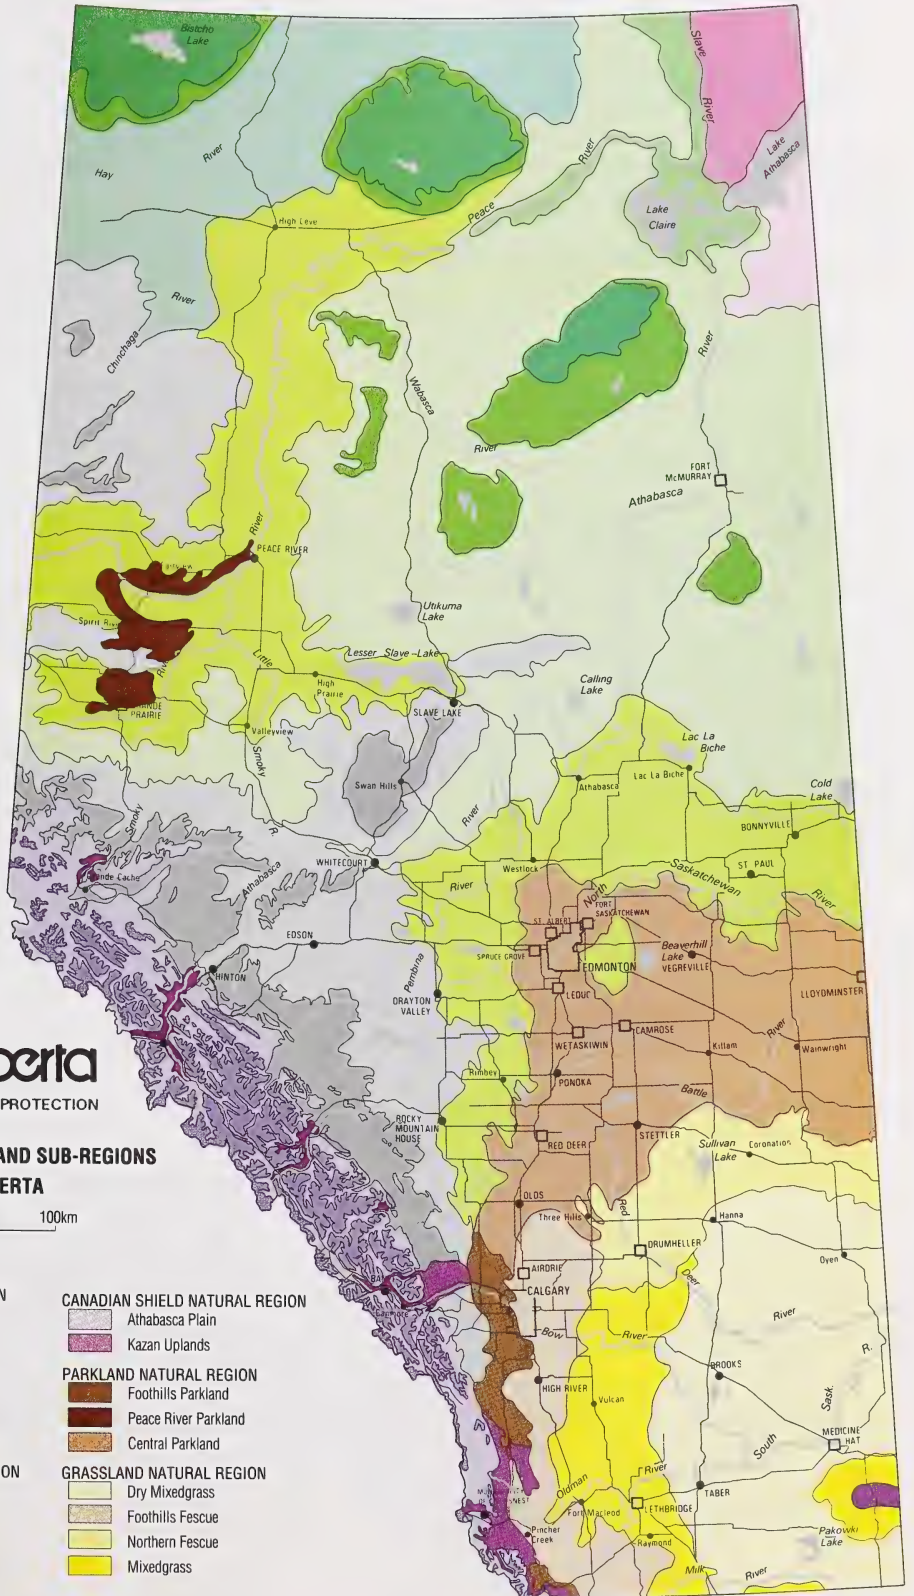 Bistcho
Lake
Slave
River
Lake
Athabasca
Hay
River
River
Lake
Claire
Peace
High Leve
River
Chinchaga
River
Wabasca
River
FORT
McMURRAY
Athabasca
River
PEACE RIVER
Utikuma
Lake
Spirit
Lesser Slave Lake
Little
High
Prairie
Calling
Lake
SLAVE LAKE
PRAIRIE
Valleyview
Smoky
R.
Lac La
Biche
Lac La Biche
Swan Hills
Athabasca
Cold
Lake
BONNYVILLE
Smoky
River
WHITECOURT
Westlock
ST. PAUL
Saskatchewan
River
Cache
Athabasca
River
North
FORT
SASKATCHEWAN
ST. ALBERT
EDSON
SPRUCE GROVE
EDMONTON
Beaverhill
Lake
VEGREVILLE
HINTON
Pembina
DRAYTON
VALLEY
LEDUC
LLOYDMINSTER
WETASKIWIN
CAMROSE
River
Killam
Wainwright
berta
PROTECTION
Rimbey
PONOKA
Battle
ROCKY
MOUNTAIN
HOUSE
RED DEER
STETTLER
Sullivan
Lake
Coronation
AND SUB-REGIONS
ERTA
100km
OLDS
Three Hills
Red
Hanna
DRUMHELLER
Oyen
Deer
AIRDRIE
CALGARY
River
Canmore
Bow
River
R.
BROOKS
HIGH RIVER
Vulcan
Sask.
South
MEDICINE
HAT
River
TABER
Oldman
Fort Macleod
LETHBRIDGE
Pincher
Creek
Raymond
Pakowki
Lake
Milk
River
N
CANADIAN SHIELD NATURAL REGION
Athabasca Plain
Kazan Uplands
PARKLAND NATURAL REGION
Foothills Parkland
Peace River Parkland
Central Parkland
ON
GRASSLAND NATURAL REGION
Dry Mixedgrass
Foothills Fescue
Northern Fescue
Mixedgrass